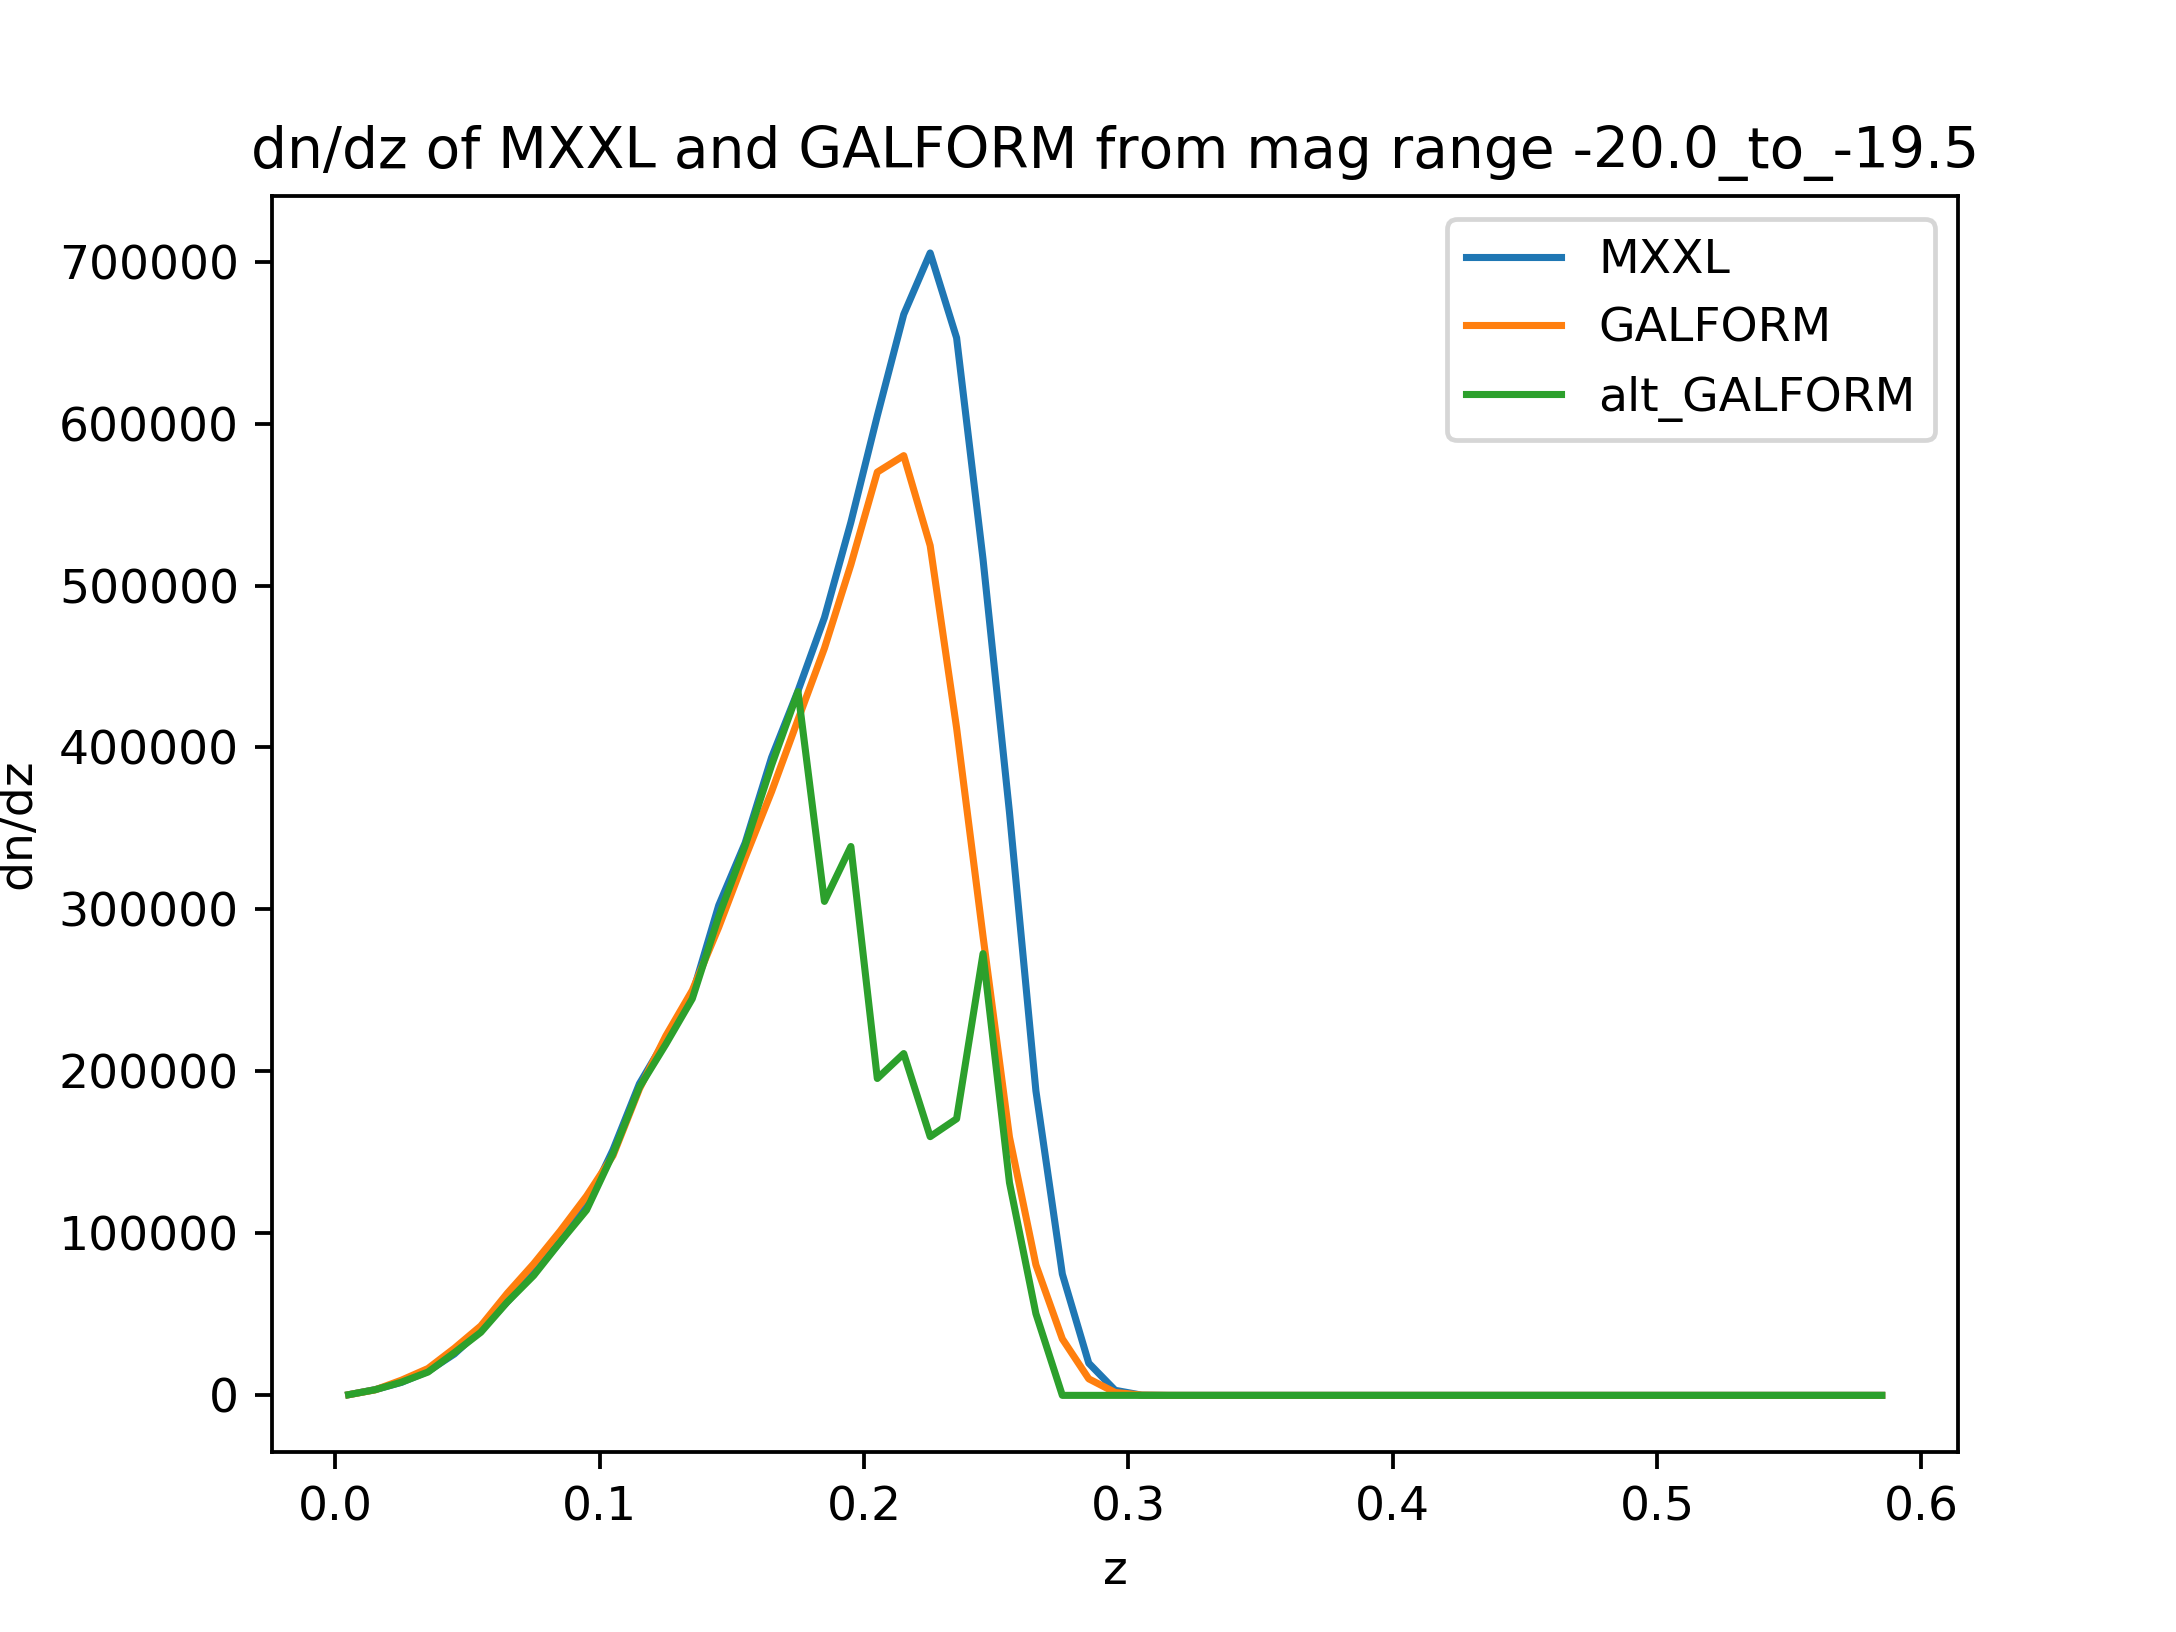 dn/dz of MXXL and GALFORM from mag range -20.0_to_-19.5
MXXL
GALFORM
alt_GALFORM
700000
600000
500000
400000
300000
200000
100000
0
dn/dz
0.0 0.1 0.2 0.3 0.4 0.5 0.6
z